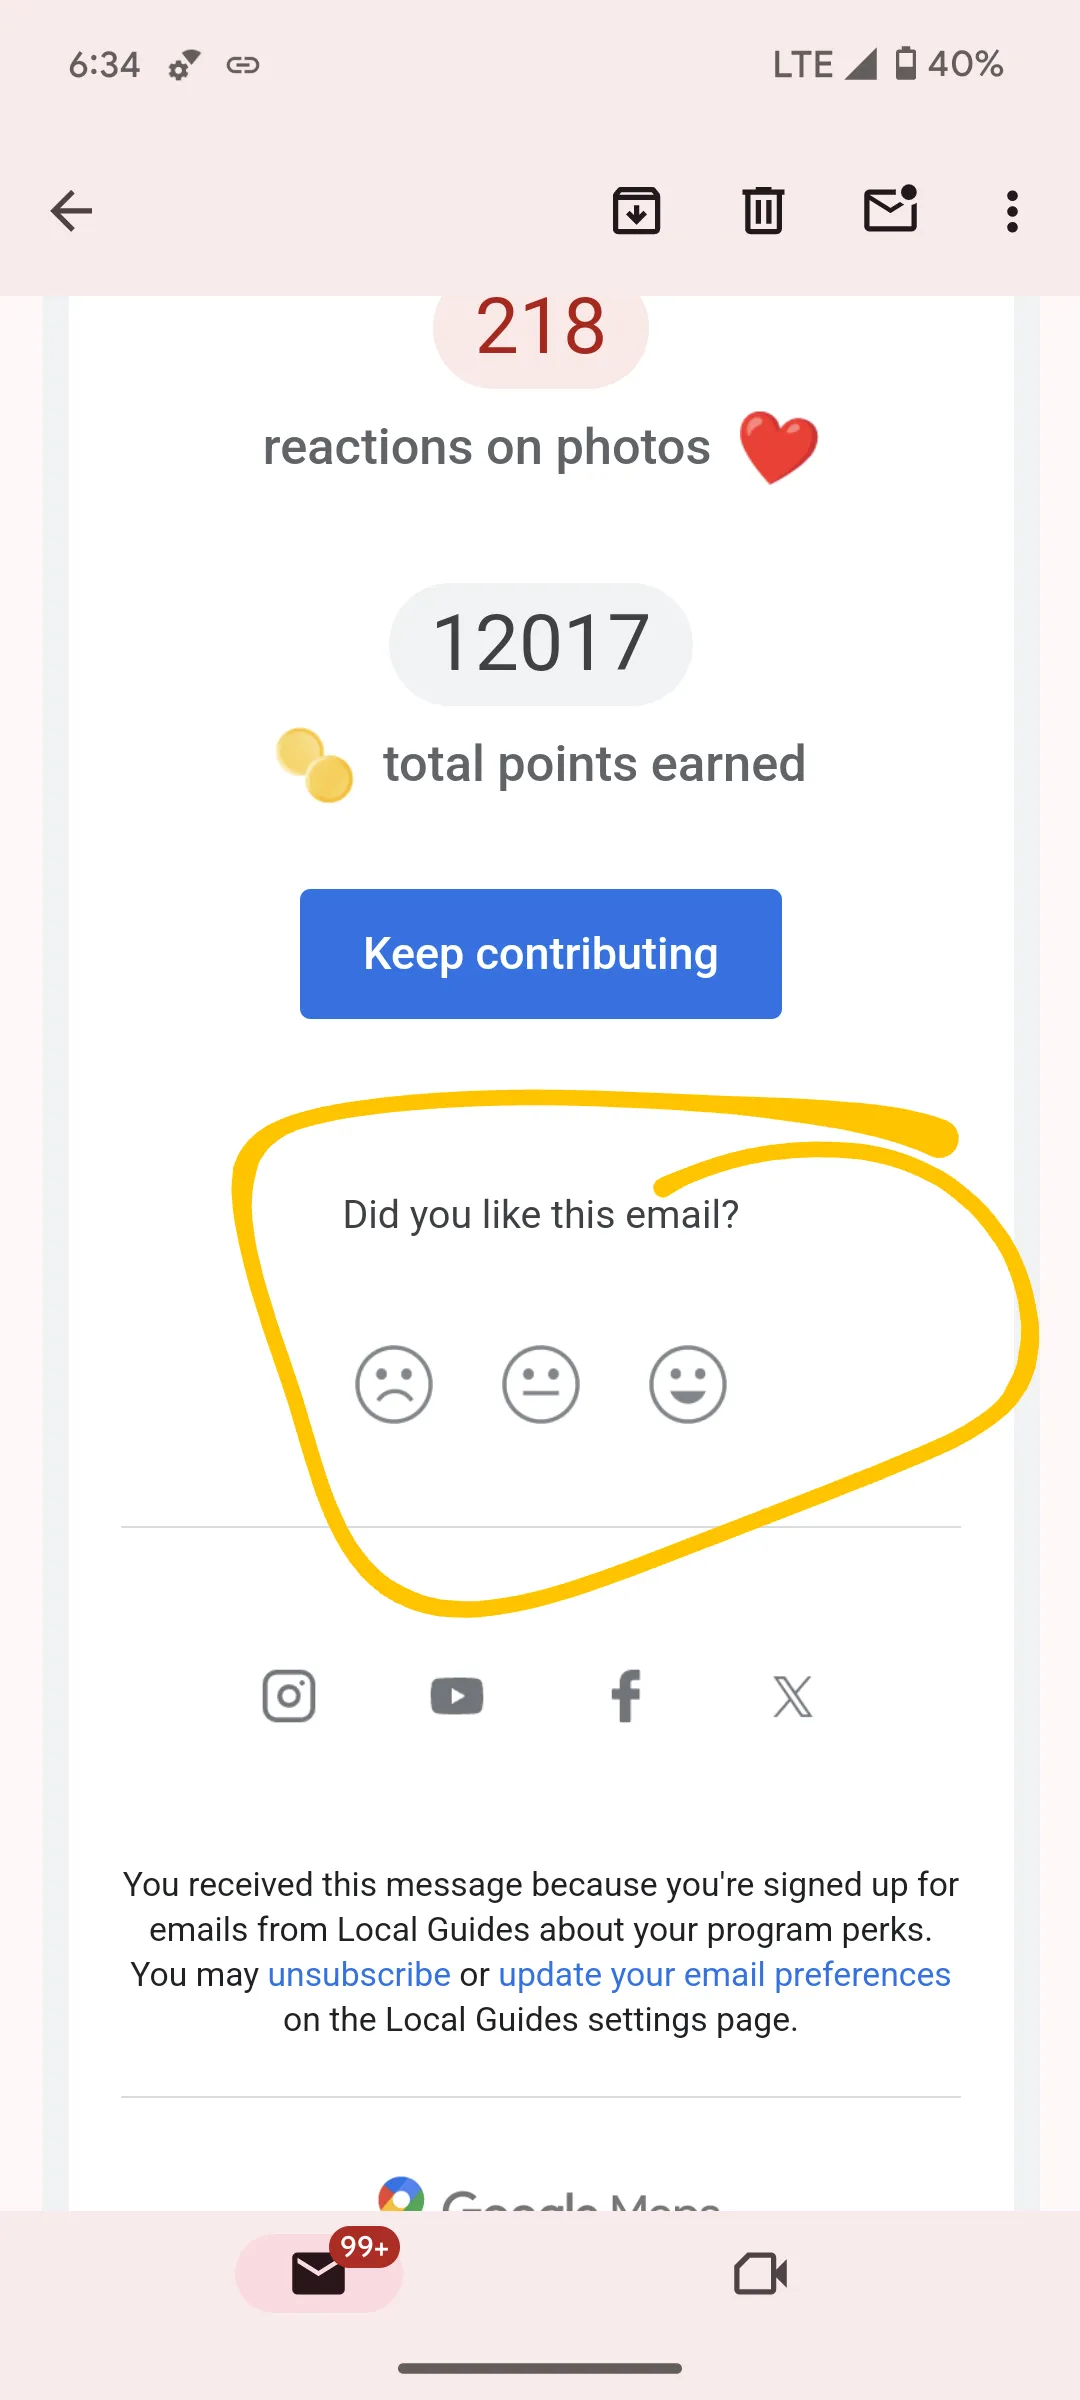 6:34 LTE 40%
218
reactions on photos
12017
total points earned
Keep contributing
Did you like this email?
You received this message because you're signed up for
emails from Local Guides about your program perks.
You may unsubscribe or update your email preferences
on the Local Guides settings page.
Google Maps
99+